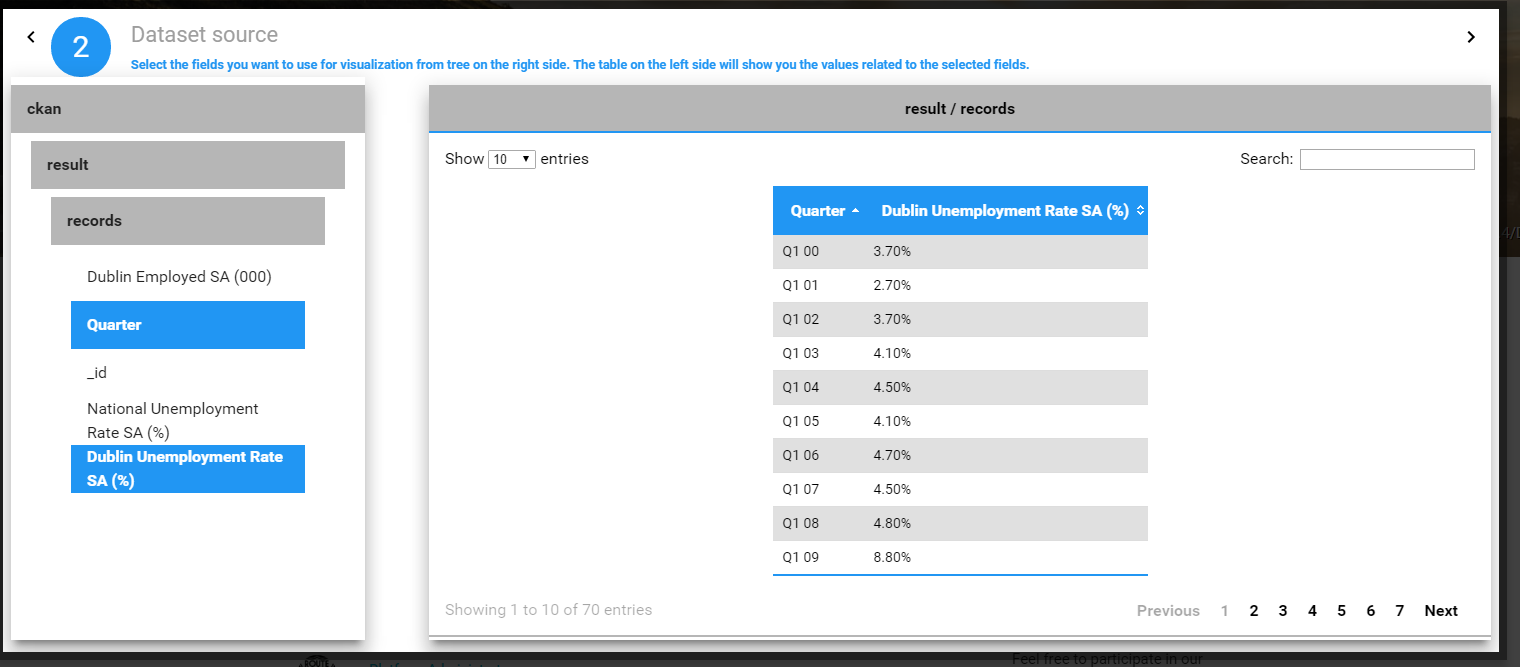 2
Dataset source
Select the fields you want to use for visualization from tree on the right side. The table on the left side will show you the values related to the selected fields.
ckan
result
records
Dublin Employed SA (000)
Quarter
_id
National Unemployment
Rate SA (%)
Dublin Unemployment Rate
SA (%)
result / records
Show 10 entries
Search:
Quarter Dublin Unemployment Rate SA (%)
Q1 00 3.70%
Q1 01 2.70%
Q1 02 3.70%
Q1 03 4.10%
Q1 04 4.50%
Q1 05 4.10%
Q1 06 4.70%
Q1 07 4.50%
Q1 08 4.80%
Q1 09 8.80%
Showing 1 to 10 of 70 entries
Previous 1 2 3 4 5 6 7 Next
ROUTE
Feel free to participate in our